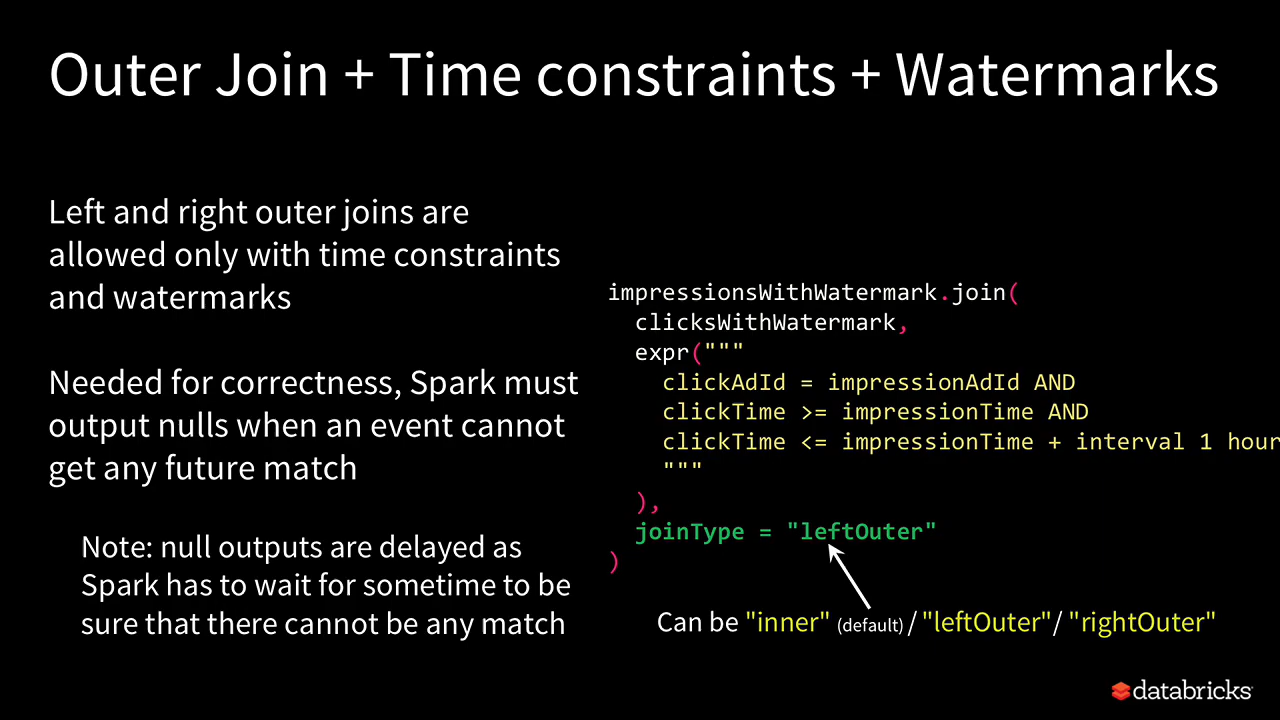 Outer Join + Time constraints + Watermarks
Left and right outer joins are
allowed only with time constraints
and watermarks
Needed for correctness, Spark must
output nulls when an event cannot
get any future match
Note: null outputs are delayed as
Spark has to wait for sometime to be
sure that there cannot be any match
impressionsWithWatermark.join(
  clicksWithWatermark,
  expr("""
    clickAdId = impressionAdId AND
    clickTime >= impressionTime AND
    clickTime <= impressionTime + interval 1 hour
    """
  ),
  joinType = "leftOuter"
)
Can be "inner" (default) / "leftOuter" / "rightOuter"
databricks